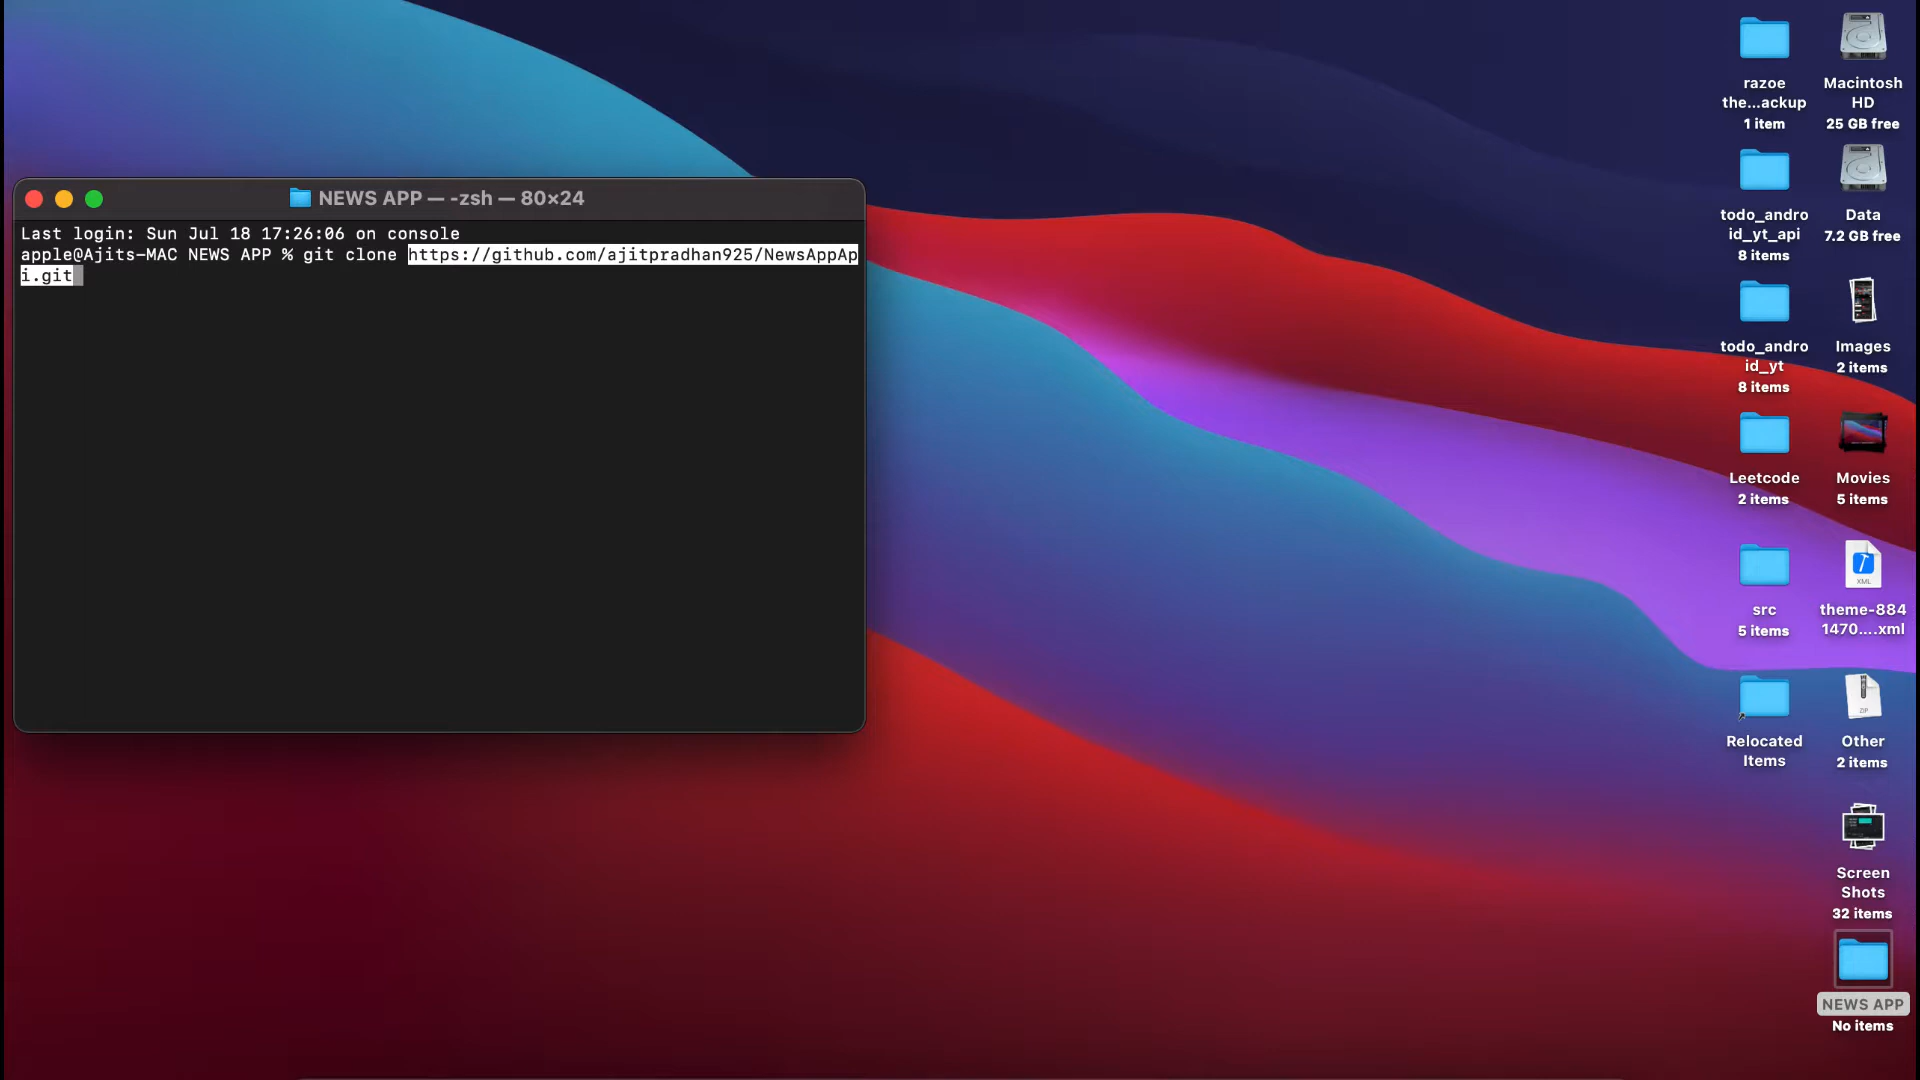 NEWS APP — -zsh — 80×24
Last login: Sun Jul 18 17:26:06 on console
apple@Ajits-MAC NEWS APP % git clone https://github.com/ajitpradhan925/NewsAppAp
i.git
razoe
the...ackup
1 item
Macintosh
HD
25 GB free
todo_andro
id_yt_api
8 items
Data
7.2 GB free
todo_andro
id_yt
8 items
Images
2 items
Leetcode
2 items
Movies
5 items
src
5 items
XML
theme-884
1470....xml
Relocated
Items
ZIP
Other
2 items
Screen
Shots
32 items
NEWS APP
No items